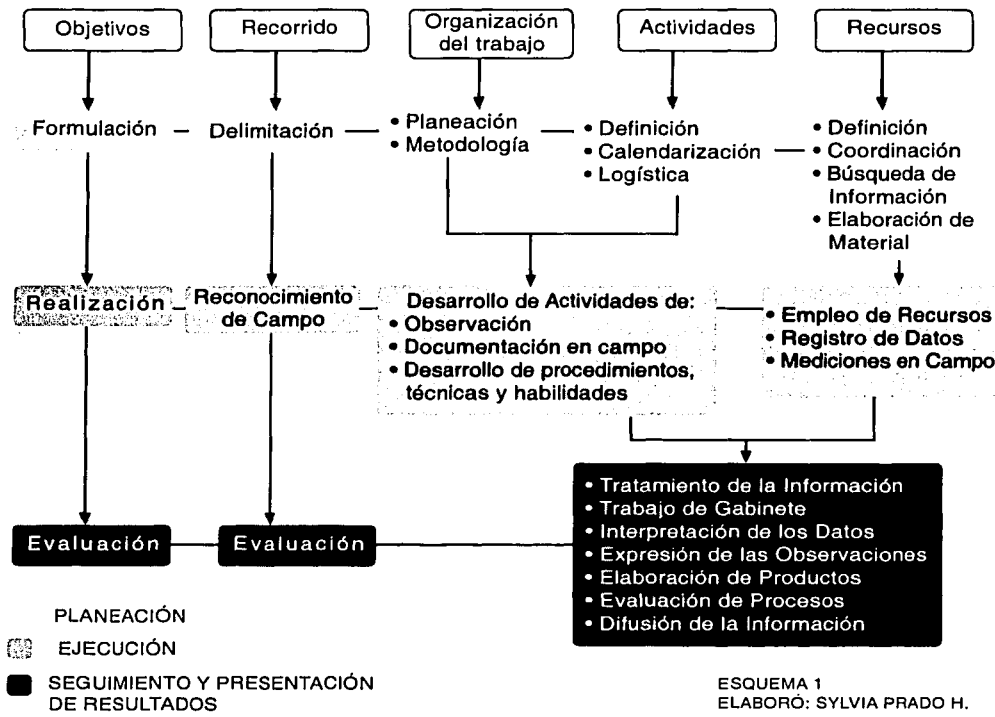 Objetivos
Recorrido
Organización
del trabajo
Actividades
Recursos
Formulación
Delimitación
• Planeación
• Metodología
• Definición
• Calendarización
• Logística
• Definición
• Coordinación
• Búsqueda de
Información
• Elaboración de
Material
Realización
Reconocimiento
de Campo
Desarrollo de Actividades de:
• Observación
• Documentación en campo
• Desarrollo de procedimientos,
técnicas y habilidades
• Empleo de Recursos
• Registro de Datos
• Mediciones en Campo
Evaluación
Evaluación
• Tratamiento de la Información
• Trabajo de Gabinete
• Interpretación de los Datos
• Expresión de las Observaciones
• Elaboración de Productos
• Evaluación de Procesos
• Difusión de la Información
PLANEACIÓN
EJECUCIÓN
SEGUIMIENTO Y PRESENTACIÓN
DE RESULTADOS
ESQUEMA 1
ELABORÓ: SYLVIA PRADO H.